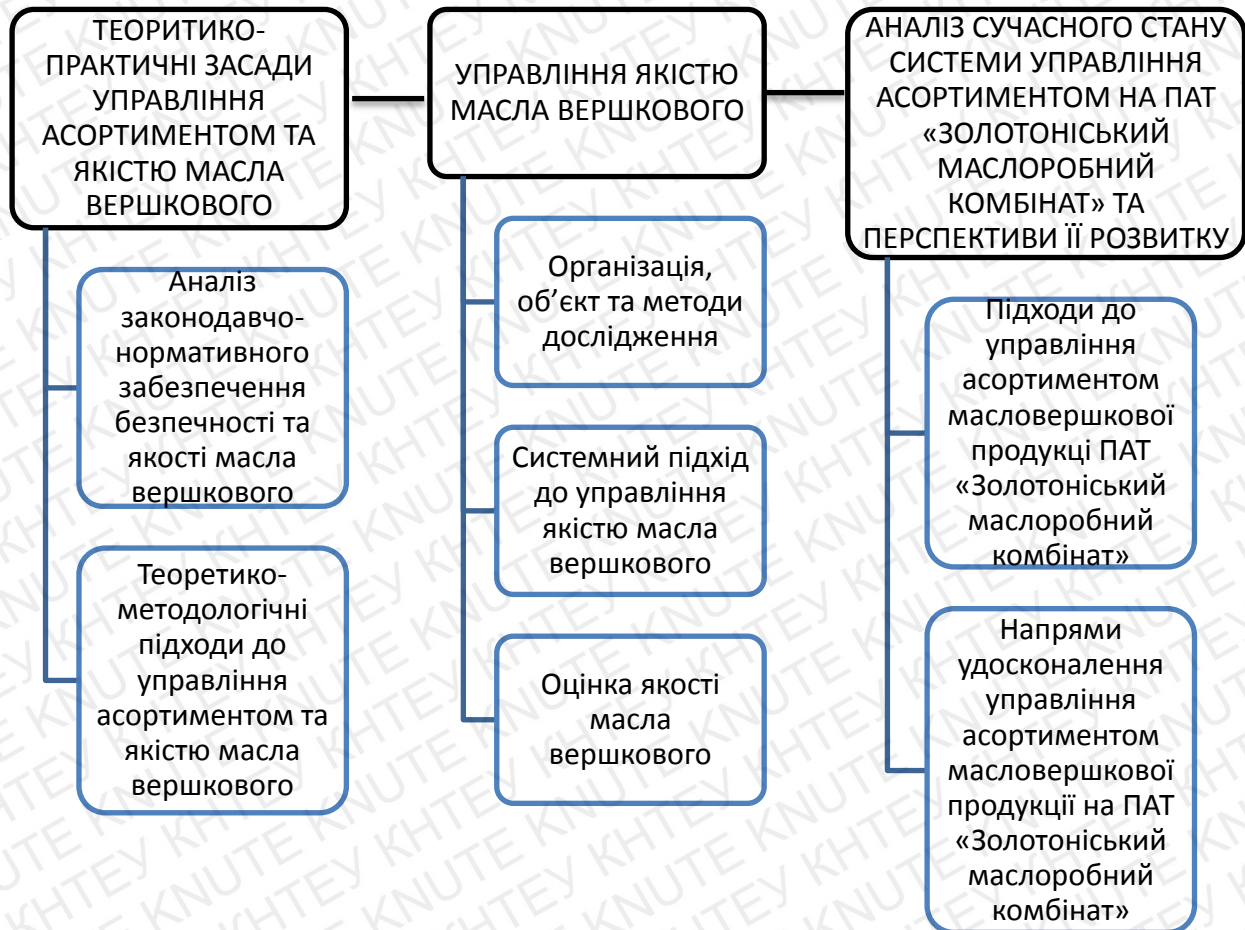 ТЕОРИТИКО-
ПРАКТИЧНІ ЗАСАДИ
УПРАВЛІННЯ
АСОРТИМЕНТОМ ТА
ЯКІСТЮ МАСЛА
ВЕРШКОВОГО
Аналіз
законодавчо-
нормативного
забезпечення
безпечності та
якості масла
вершкового
Теоретико-
методологічні
підходи до
управління
асортиментом та
якістю масла
вершкового
УПРАВЛІННЯ ЯКІСТЮ
МАСЛА ВЕРШКОВОГО
Організація,
об’єкт та методи
дослідження
Системний підхід
до управління
якістю масла
вершкового
Оцінка якості
масла
вершкового
АНАЛІЗ СУЧАСНОГО СТАНУ
СИСТЕМИ УПРАВЛІННЯ
АСОРТИМЕНТОМ НА ПАТ
«ЗОЛОТОНІСЬКИЙ
МАСЛОРОБНИЙ
КОМБІНАТ» ТА
ПЕРСПЕКТИВИ ЇЇ РОЗВИТКУ
Підходи до
управління
асортиментом
масловершкової
продукці ПАТ
«Золотоніський
маслоробний
комбінат»
Напрями
удосконалення
управління
асортиментом
масловершкової
продукції на ПАТ
«Золотоніський
маслоробний
комбінат»